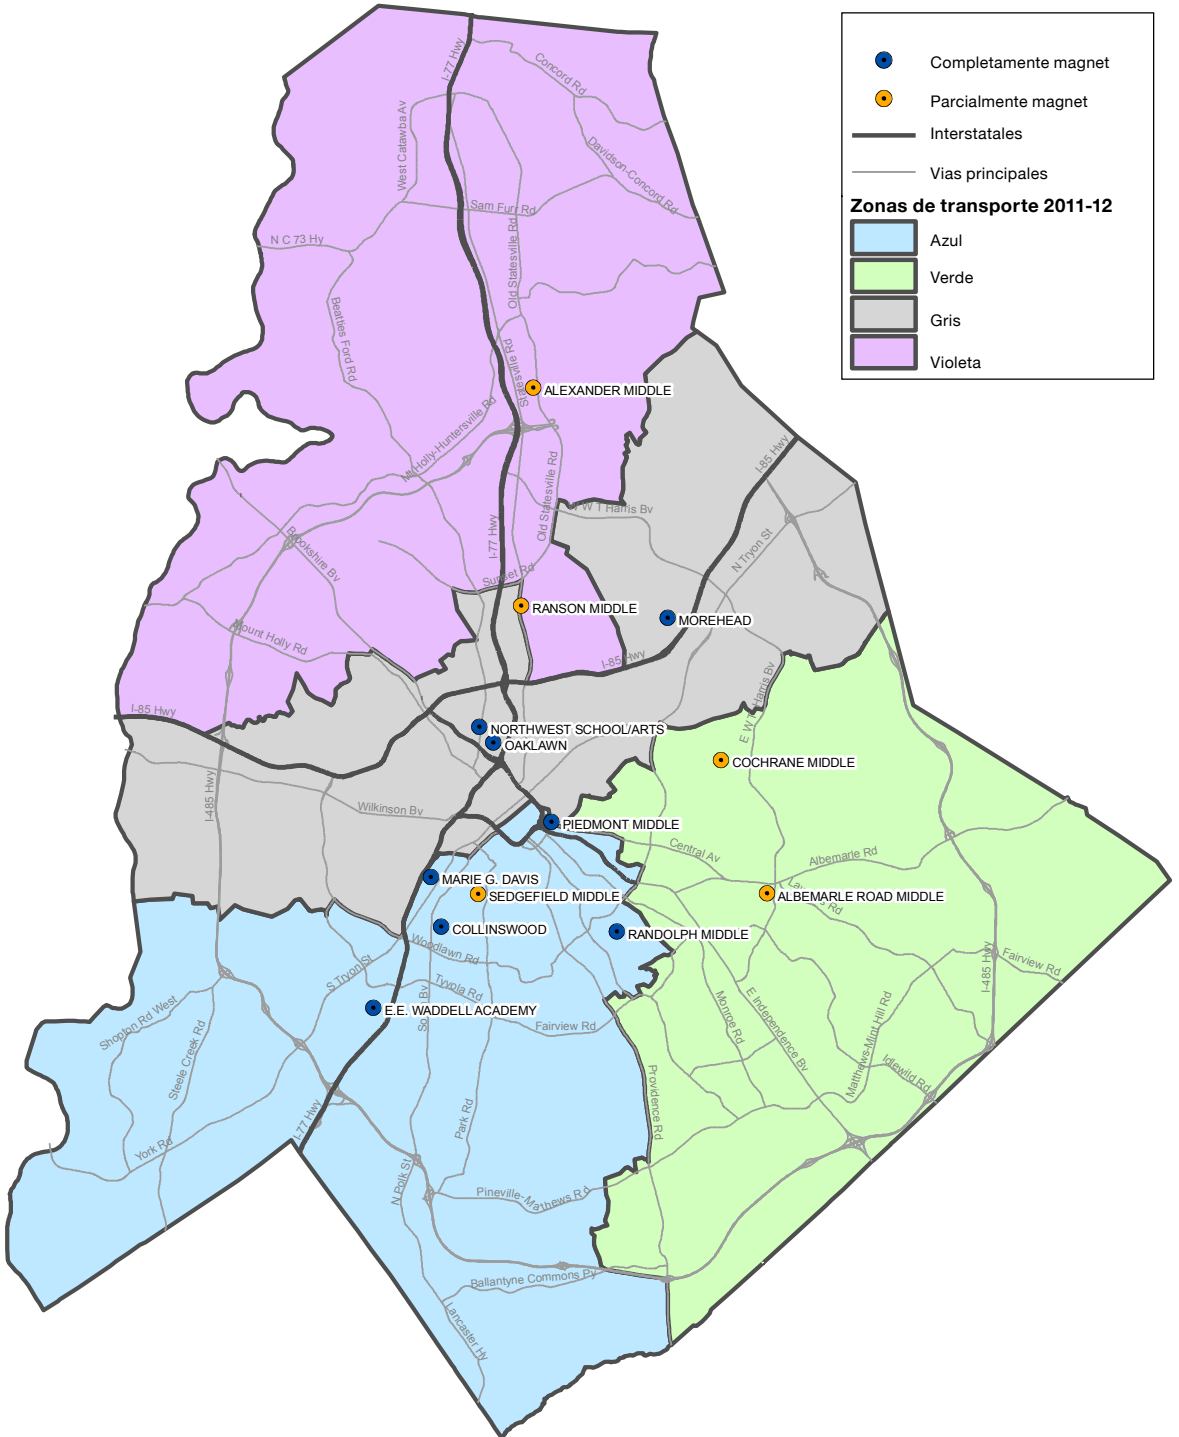 Completamente magnet
Parcialmente magnet
Interstatales
Vias principales
Zonas de transporte 2011-12
Azul
Verde
Gris
Violeta
I-77 Hwy
Concord Rd
West Catawba Av
Davidson-Concord Rd
Sam Furr Rd
N C 73 Hy
Old Statesville Rd
Beatties Ford Rd
Statesville Rd
ALEXANDER MIDDLE
Mt Holly-Huntersville Rd
I-85 Hwy
Old Statesville Rd
W T Harris Bv
I-77 Hwy
N Tryon St
Brookshire Bv
Sunset Rd
RANSON MIDDLE
MOREHEAD
Mount Holly Rd
I-85 Hwy
E W T Harris Bv
I-85 Hwy
NORTHWEST SCHOOL/ARTS
OAKLAWN
COCHRANE MIDDLE
I-485 Hwy
Wilkinson Bv
PIEDMONT MIDDLE
Central Av
Albemarle Rd
MARIE G. DAVIS
SEDGEFIELD MIDDLE
ALBEMARLE ROAD MIDDLE
COLLINSWOOD
RANDOLPH MIDDLE
Woodlawn Rd
Fairview Rd
I-485 Hwy
S Tryon St
Tyvola Rd
E.E. WADDELL ACADEMY
Fairview Rd
Shopton Rd West
Steele Creek Rd
Monroe Rd
E Independence Bv
Matthews-Mint Hill Rd
Idlewild Rd
Providence Rd
I-77 Hwy
Park Rd
York Rd
N Polk St
Pineville-Mathews Rd
Ballantyne Commons Py
Lancaster Hy